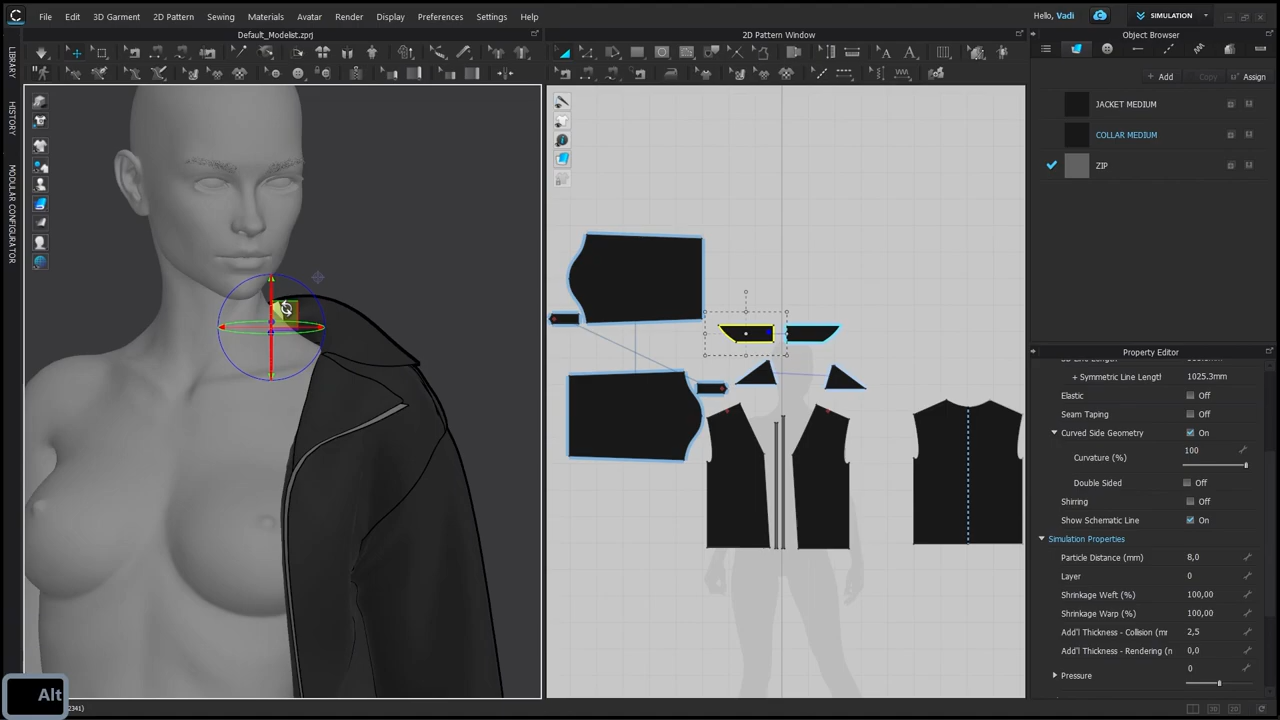 File Edit 3D Garment 2D Pattern Sewing Materials Avatar Render Display Preferences Settings Help
Hello, Vadi
SIMULATION
Default_Modelist.zprj
2D Pattern Window
Object Browser
LIBRARY
HISTORY
MODULAR CONFIGURATOR
+ Add
Copy
Assign
JACKET MEDIUM
COLLAR MEDIUM
ZIP
Property Editor
+ Symmetric Line Length 1025.3mm
Elastic Off
Seam Taping Off
Curved Side Geometry On
Curvature (%) 100
Double Sided Off
Shirring Off
Show Schematic Line On
Simulation Properties
Particle Distance (mm) 8,0
Layer 0
Shrinkage Weft (%) 100,00
Shrinkage Warp (%) 100,00
Add'l Thickness - Collision (m 2,5
Add'l Thickness - Rendering (n 0,0
Pressure 0
Alt
2341)
3D
2D